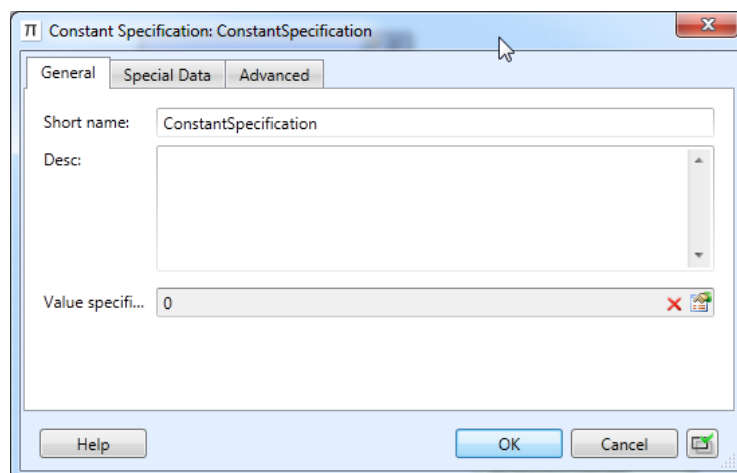 π Constant Specification: ConstantSpecification
General Special Data Advanced
Short name: ConstantSpecification
Desc:
Value specifi... 0
Help OK Cancel